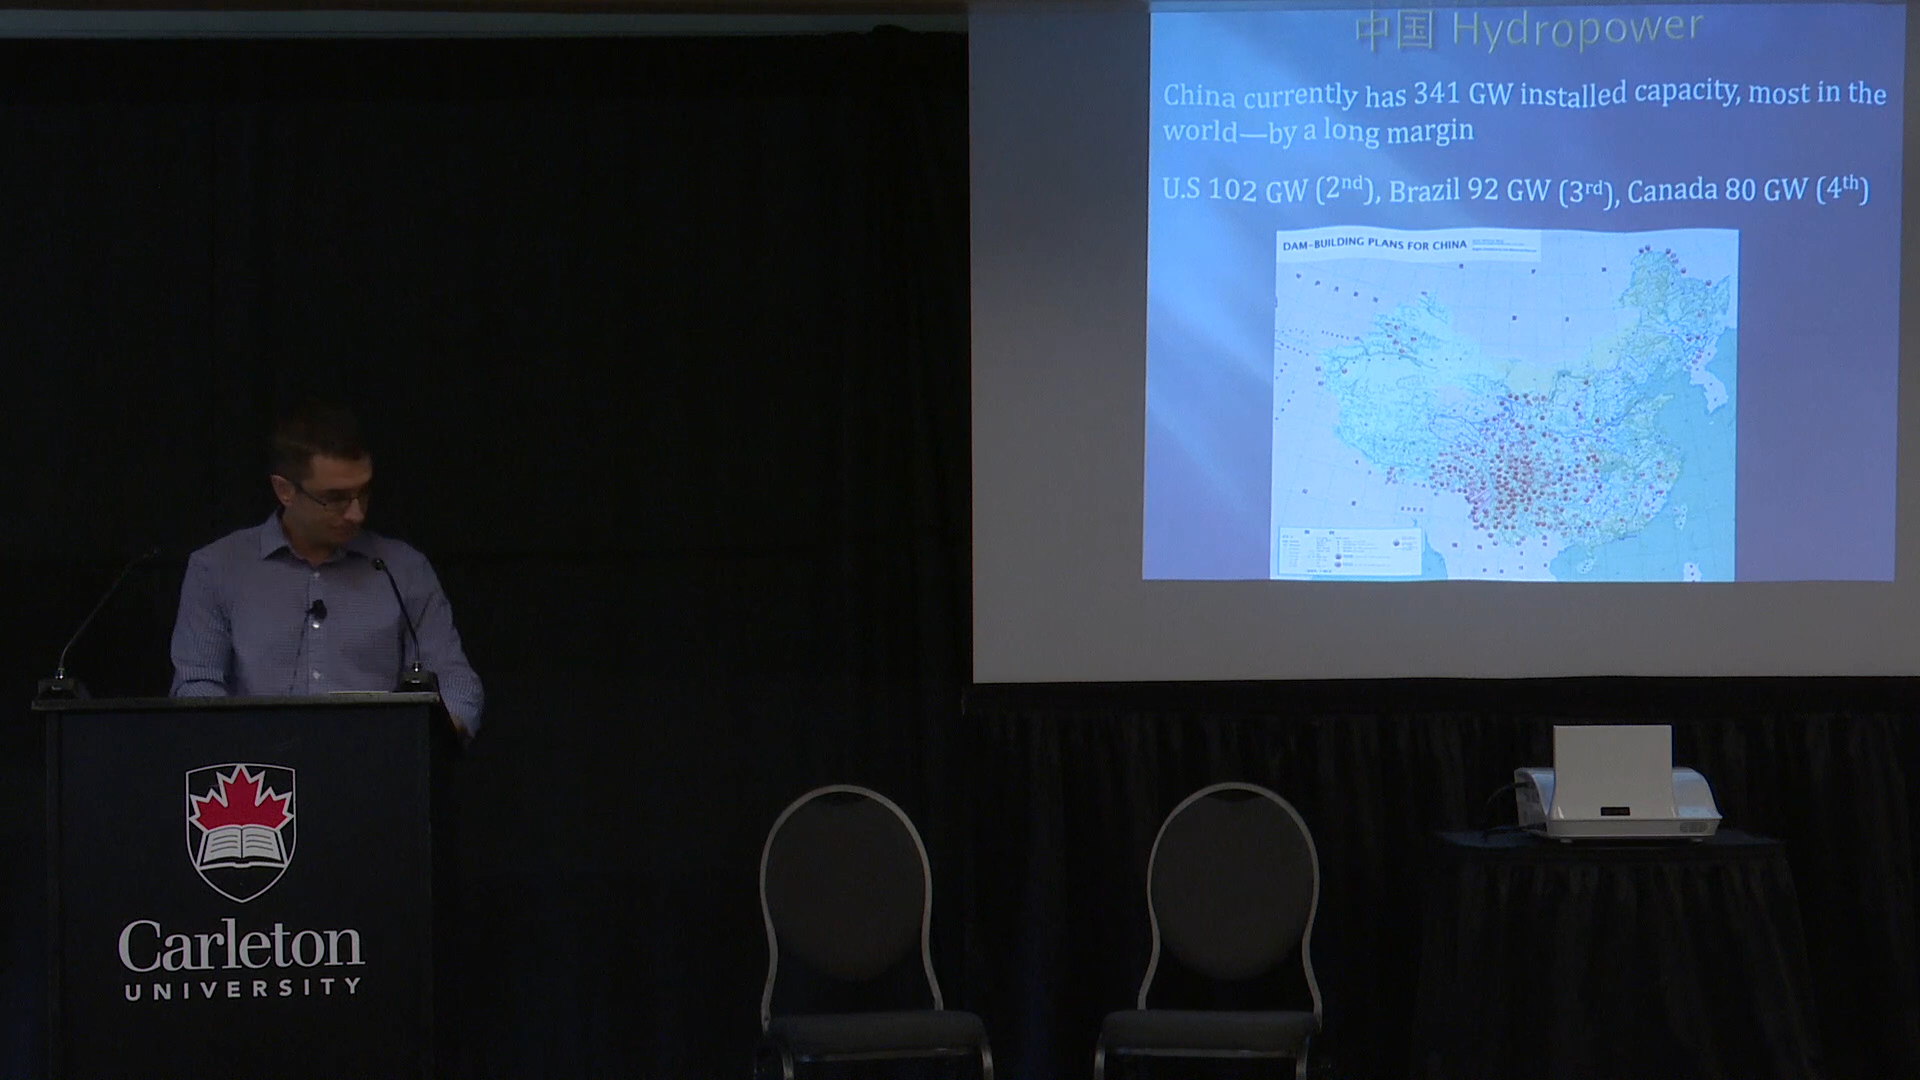 中国 Hydropower
China currently has 341 GW installed capacity, most in the
world—by a long margin
U.S 102 GW (2nd), Brazil 92 GW (3rd), Canada 80 GW (4th)
DAM-BUILDING PLANS FOR CHINA
Carleton
UNIVERSITY